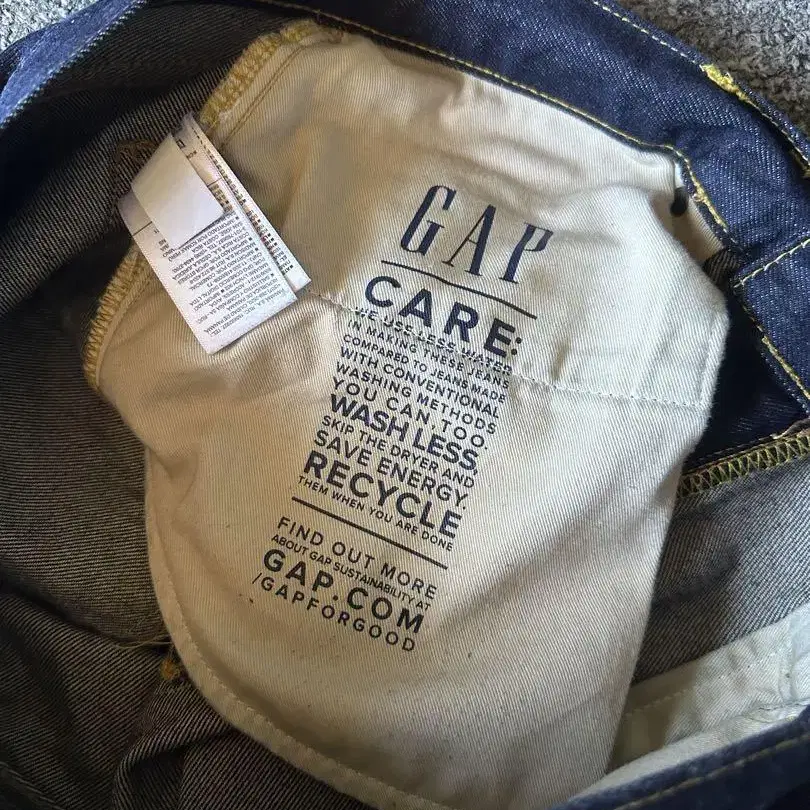 GAP
CARE:
WE USE LESS WATER
IN MAKING THESE JEANS
COMPARED TO JEANS MADE
WITH CONVENTIONAL
WASHING METHODS
YOU CAN, TOO.
WASH LESS,
SKIP THE DRYER AND
SAVE ENERGY.
RECYCLE
THEM WHEN YOU ARE DONE
FIND OUT MORE
ABOUT GAP SUSTAINABILITY AT
GAP.COM
/GAPFORGOOD